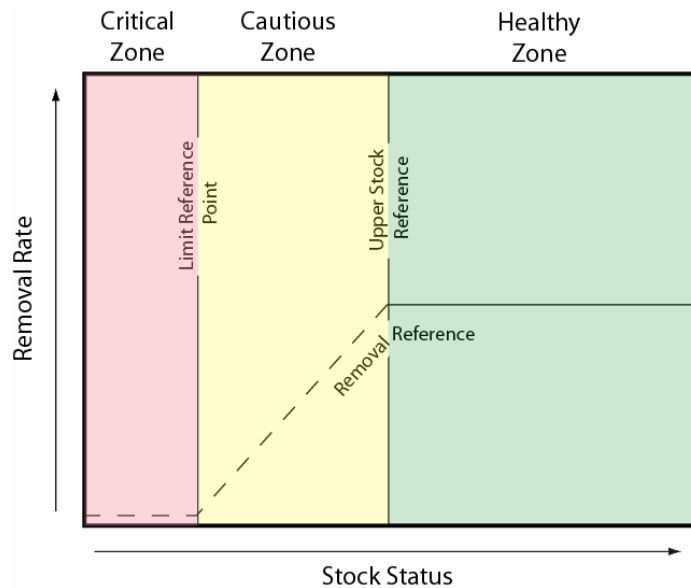 Critical
Zone
Cautious
Zone
Healthy
Zone
Removal Rate
Limit Reference
Point
Upper Stock
Reference
Removal Reference
Stock Status